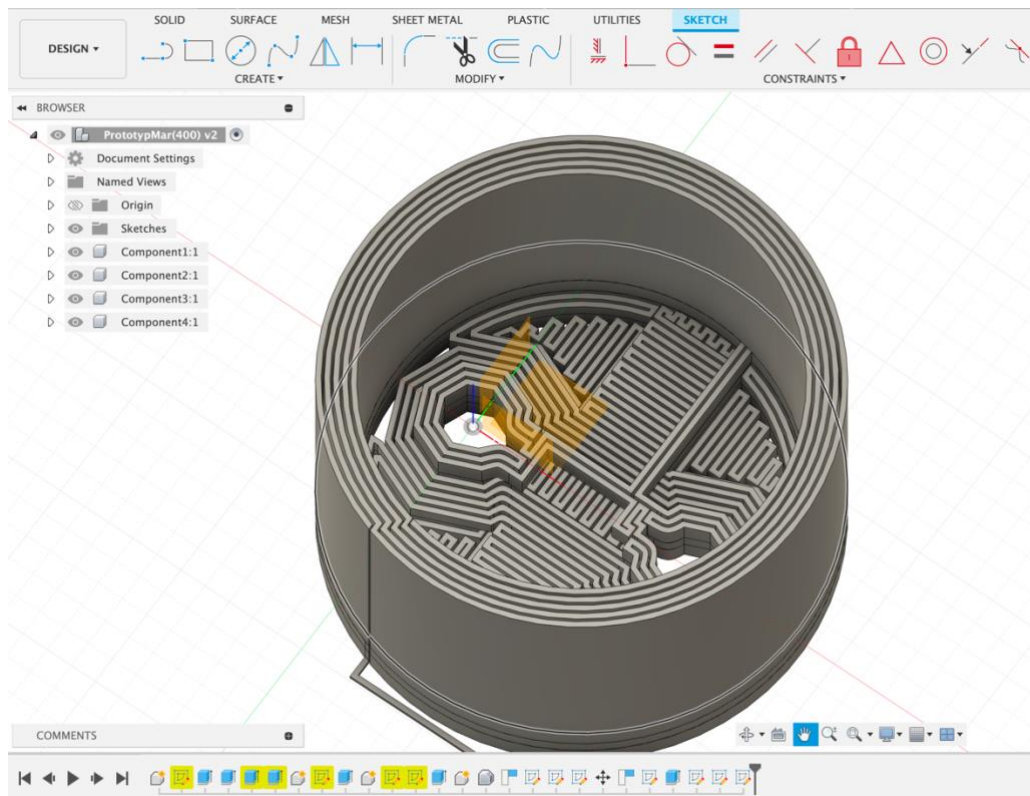 SOLID SURFACE MESH SHEET METAL PLASTIC UTILITIES SKETCH
DESIGN
CREATE MODIFY CONSTRAINTS
BROWSER
PrototypMar(400) v2
Document Settings
Named Views
Origin
Sketches
Component1:1
Component2:1
Component3:1
Component4:1
COMMENTS